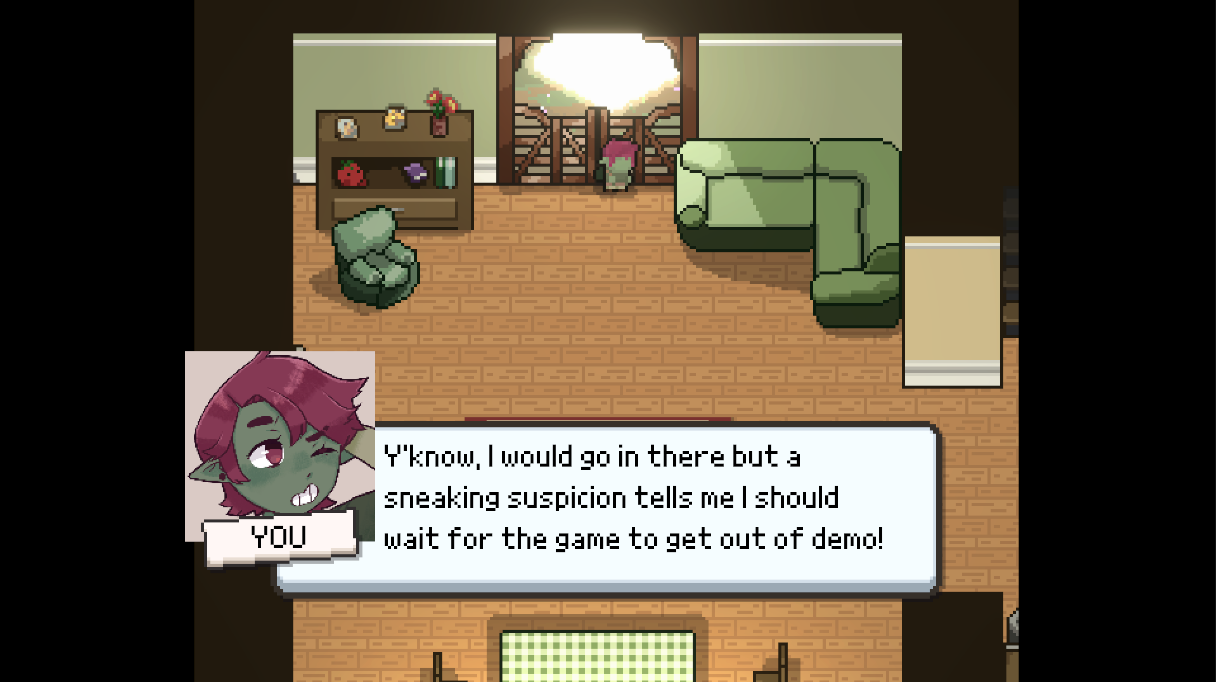 Y'know, I would go in there but a
sneaking suspicion tells me I should
wait for the game to get out of demo!
YOU